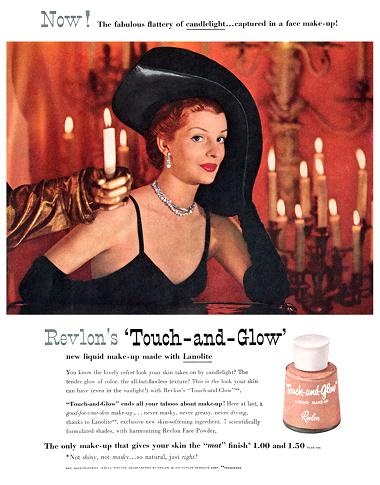 Now! The fabulous flattery of candlelight...captured in a face make-up!
Revlon's 'Touch-and-Glow'
new liquid make-up made with Lanolite
You know the lovely velvet look your skin takes on by candlelight? The
tender glow of color, the all-but-flawless texture? This is the look your skin
can have (even in the sunlight!) with Revlon's "Touch-and-Glow"**.
"Touch-and-Glow" ends all your taboos about make-up! Here at last, a
good-for-your-skin make-up... never masky, never greasy, never drying,
thanks to Lanolite**, exclusive new skin-softening ingredient. 7 scientifically
formulated shades, with harmonizing Revlon Face Powder.
The only make-up that gives your skin the "mat" finish* 1.00 and 1.50 PLUS TAX
*Not shiny, not masky...so natural, just right!
"Touch-and-Glow"
LIQUID MAKE-UP
Revlon